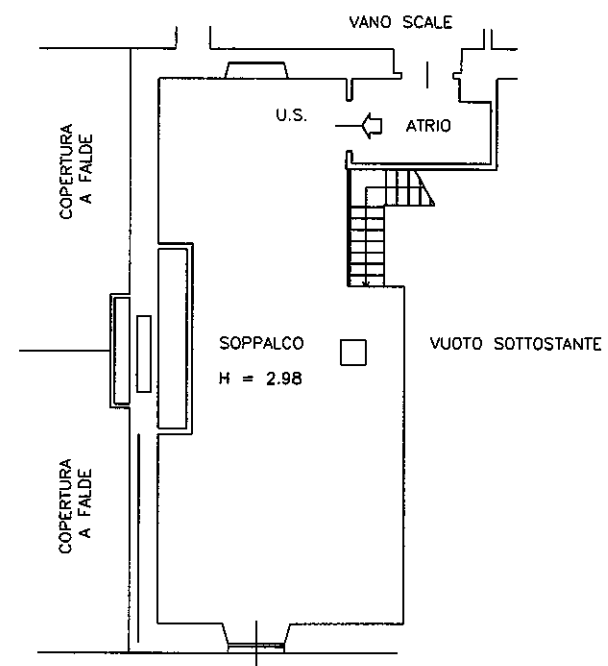 VANO SCALE
U.S.
ATRIO
COPERTURA
A FALDE
SOPPALCO
H = 2.98
VUOTO SOTTOSTANTE
COPERTURA
A FALDE